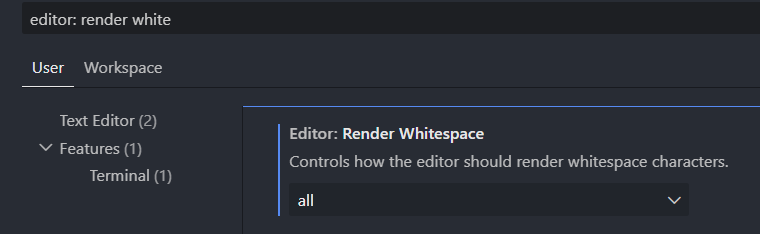 editor: render white
User Workspace
Text Editor (2)
Features (1)
Terminal (1)
Editor: Render Whitespace
Controls how the editor should render whitespace characters.
all